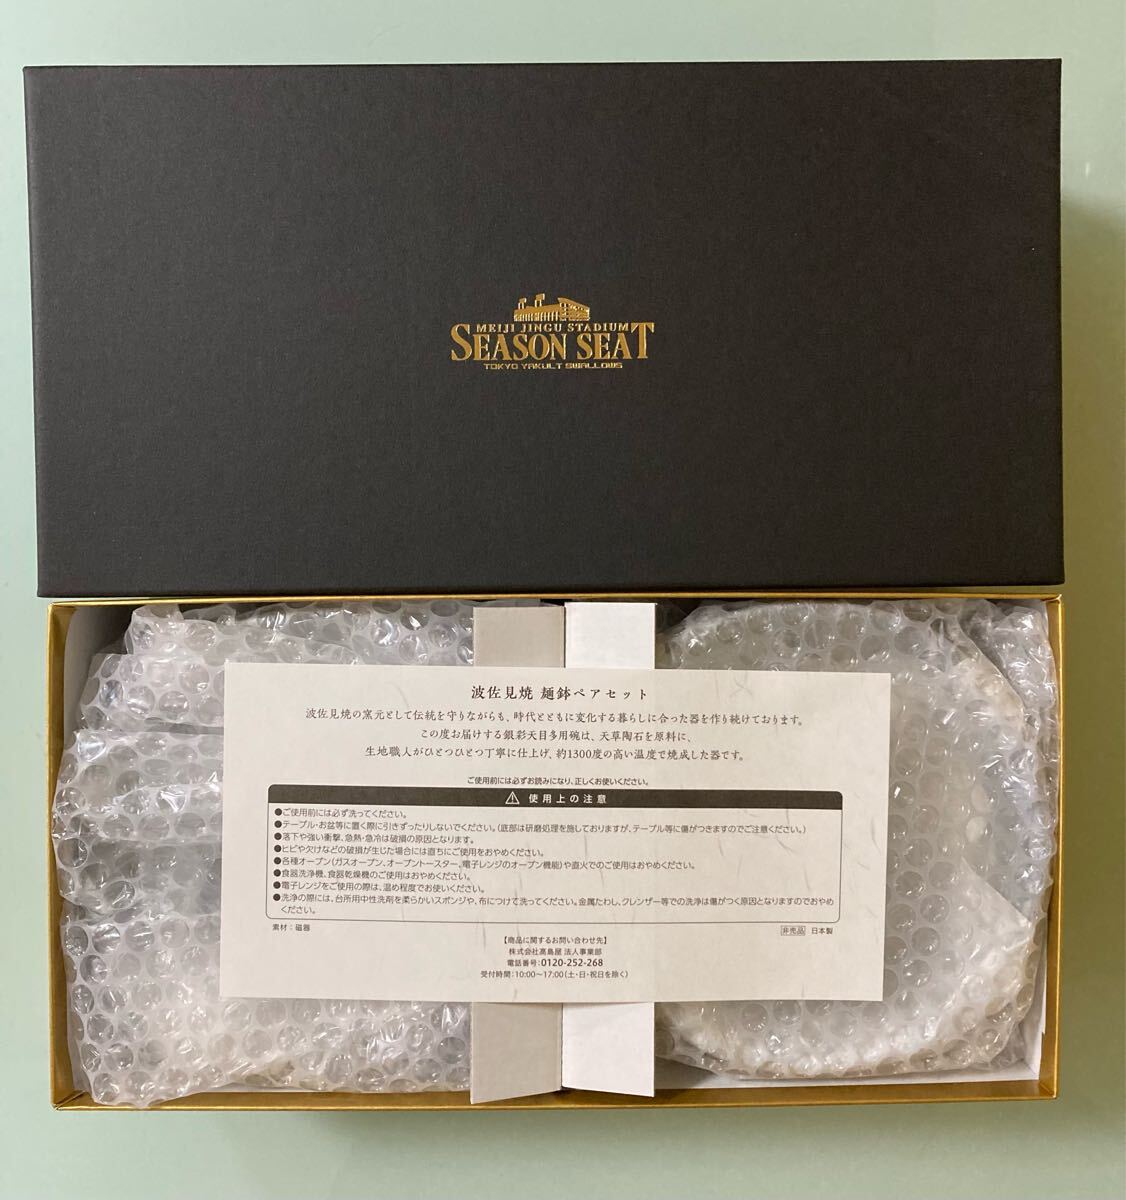 MEIJI JINGU STADIUM
SEASON SEAT
TOKYO YAKULT SWALLOWS
波佐見焼 麺鉢ペアセット
波佐見焼の窯元として伝統を守りながらも、時代とともに変化する暮らしに合った器を作り続けております。
この度お届けする銀彩天目多用碗は、天草陶石を原料に、
生地職人がひとつひとつ丁寧に仕上げ、約1300度の高い温度で焼成した器です。
ご使用前には必ずお読みになり、正しくお使いください。
⚠ 使用上の注意
●ご使用前には必ず洗ってください。
●テーブル・お盆等に置く際に引きずったりしないでください。(底部は研磨処理を施しておりますが、テーブル等に傷がつきますのでご注意ください。)
●落下や強い衝撃、急熱・急冷は破損の原因となります。
●ヒビや欠けなどの破損が生じた場合には直ちにご使用をおやめください。
●各種オーブン(ガスオーブン、オーブントースター、電子レンジのオーブン機能)や直火でのご使用はおやめください。
●食器洗浄機、食器乾燥機のご使用はおやめください。
●電子レンジをご使用の際は、温め程度でお使いください。
●洗浄の際には、台所用中性洗剤を柔らかいスポンジや、布につけて洗ってください。金属たわし、クレンザー等での洗浄は傷がつく原因となりますのでおやめ
ください。
素材：磁器
非売品 日本製
【商品に関するお問い合わせ先】
株式会社髙島屋 法人事業部
電話番号：0120-252-268
受付時間：10:00〜17:00(土・日・祝日を除く)